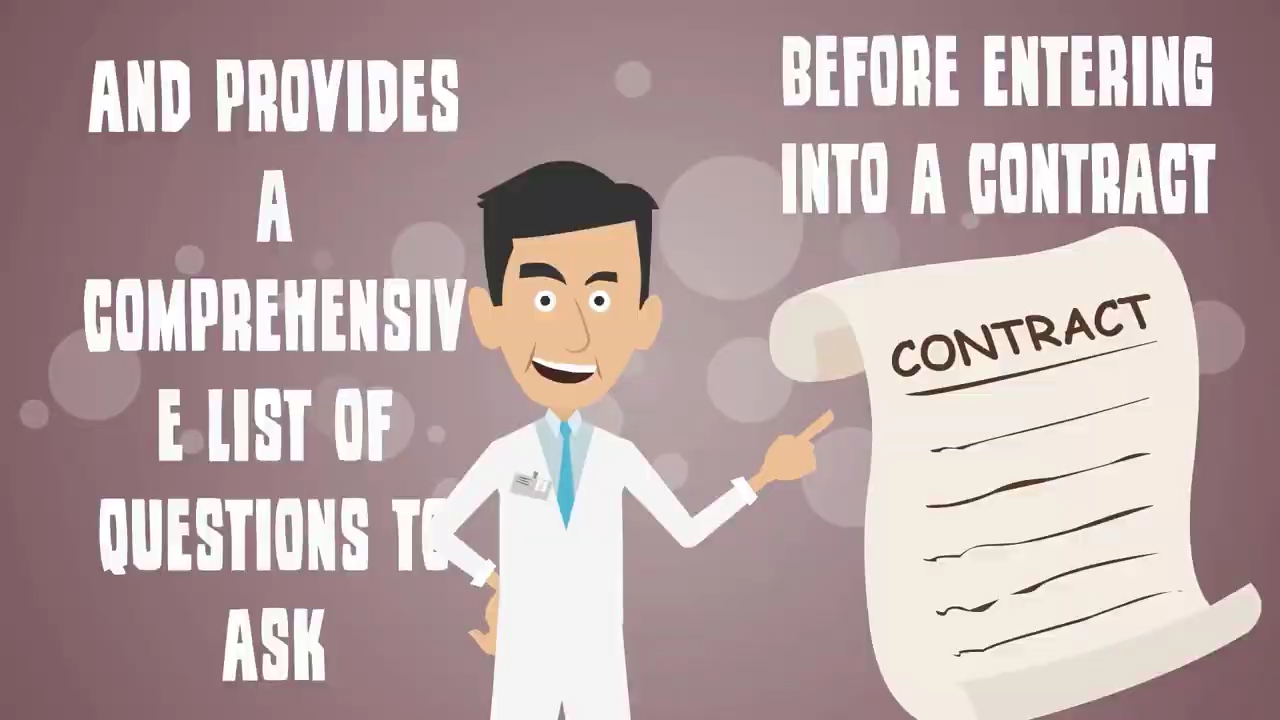 AND PROVIDES
A
COMPREHENSIV
E LIST OF
QUESTIONS TO
ASK
BEFORE ENTERING
INTO A CONTRACT
CONTRACT